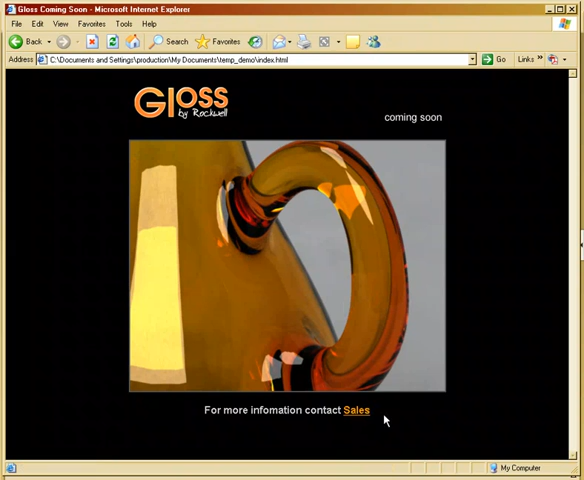 Gloss Coming Soon - Microsoft Internet Explorer
File Edit View Favorites Tools Help
Back Search Favorites
Address C:\Documents and Settings\production\My Documents\temp_demo\index.html Go Links »
Gloss
by Rockwell
coming soon
For more infomation contact Sales
My Computer